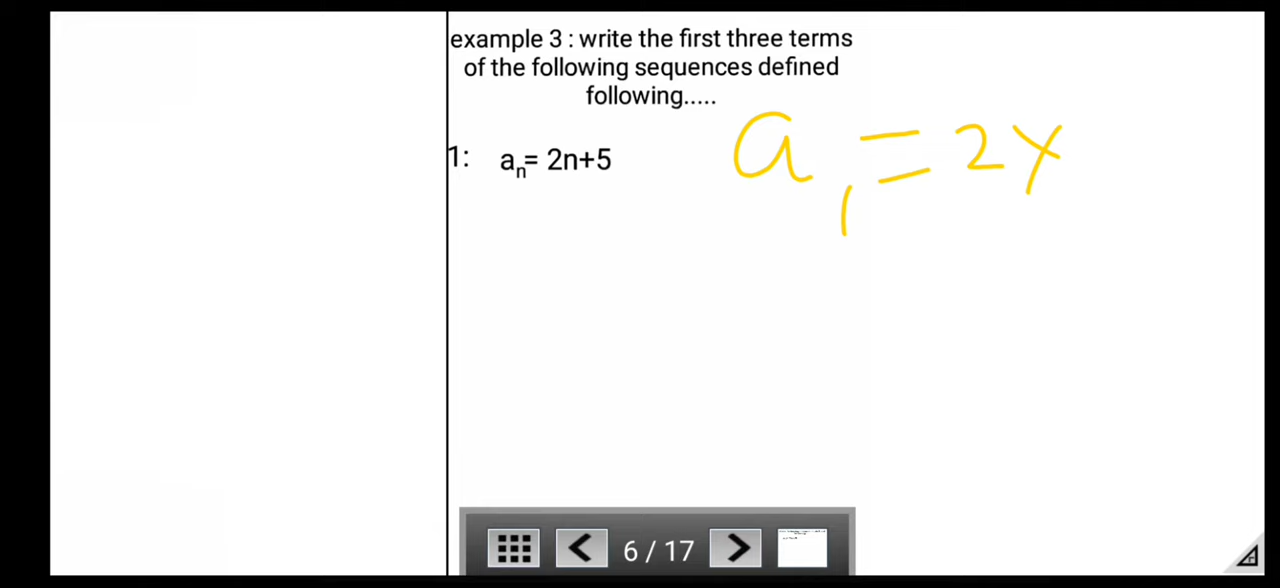 example 3 : write the first three terms
of the following sequences defined
following.....
1: aₙ= 2n+5
a₁ = 2×
6 / 17